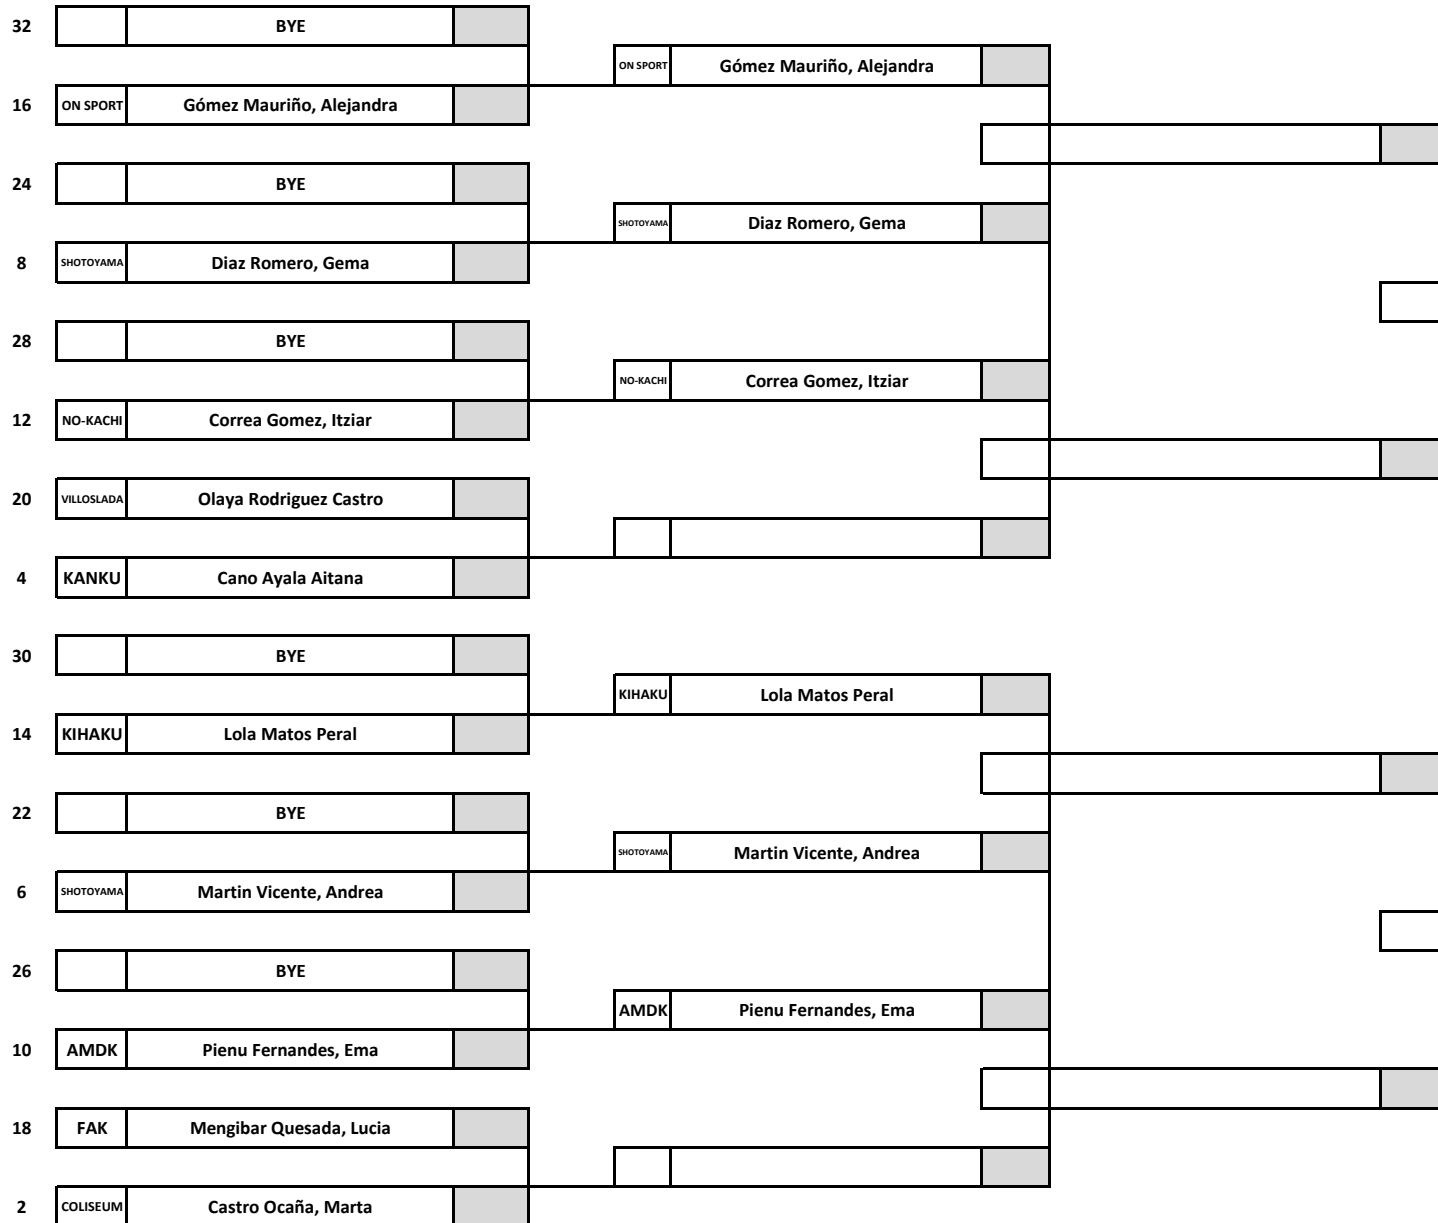 32 BYE
ON SPORT Gómez Mauriño, Alejandra
16 ON SPORT Gómez Mauriño, Alejandra
24 BYE
SHOTOYAMA Diaz Romero, Gema
8 SHOTOYAMA Diaz Romero, Gema
28 BYE
NO-KACHI Correa Gomez, Itziar
12 NO-KACHI Correa Gomez, Itziar
20 VILLOSLADA Olaya Rodriguez Castro
4 KANKU Cano Ayala Aitana
30 BYE
KIHAKU Lola Matos Peral
14 KIHAKU Lola Matos Peral
22 BYE
SHOTOYAMA Martin Vicente, Andrea
6 SHOTOYAMA Martin Vicente, Andrea
26 BYE
AMDK Pienu Fernandes, Ema
10 AMDK Pienu Fernandes, Ema
18 FAK Mengibar Quesada, Lucia
2 COLISEUM Castro Ocaña, Marta